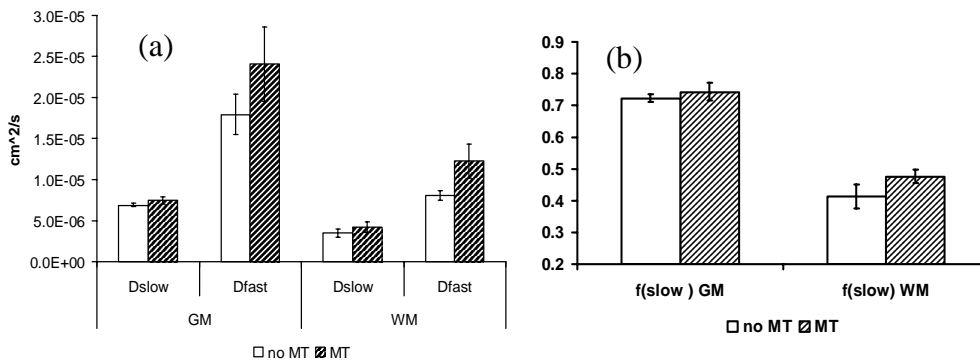 (a)
cm^2/s
3.0E-05
2.5E-05
2.0E-05
1.5E-05
1.0E-05
5.0E-06
0.0E+00
Dslow Dfast Dslow Dfast
GM WM
no MT MT
(b)
0.9
0.8
0.7
0.6
0.5
0.4
0.3
0.2
f(slow ) GM f(slow) WM
no MT MT